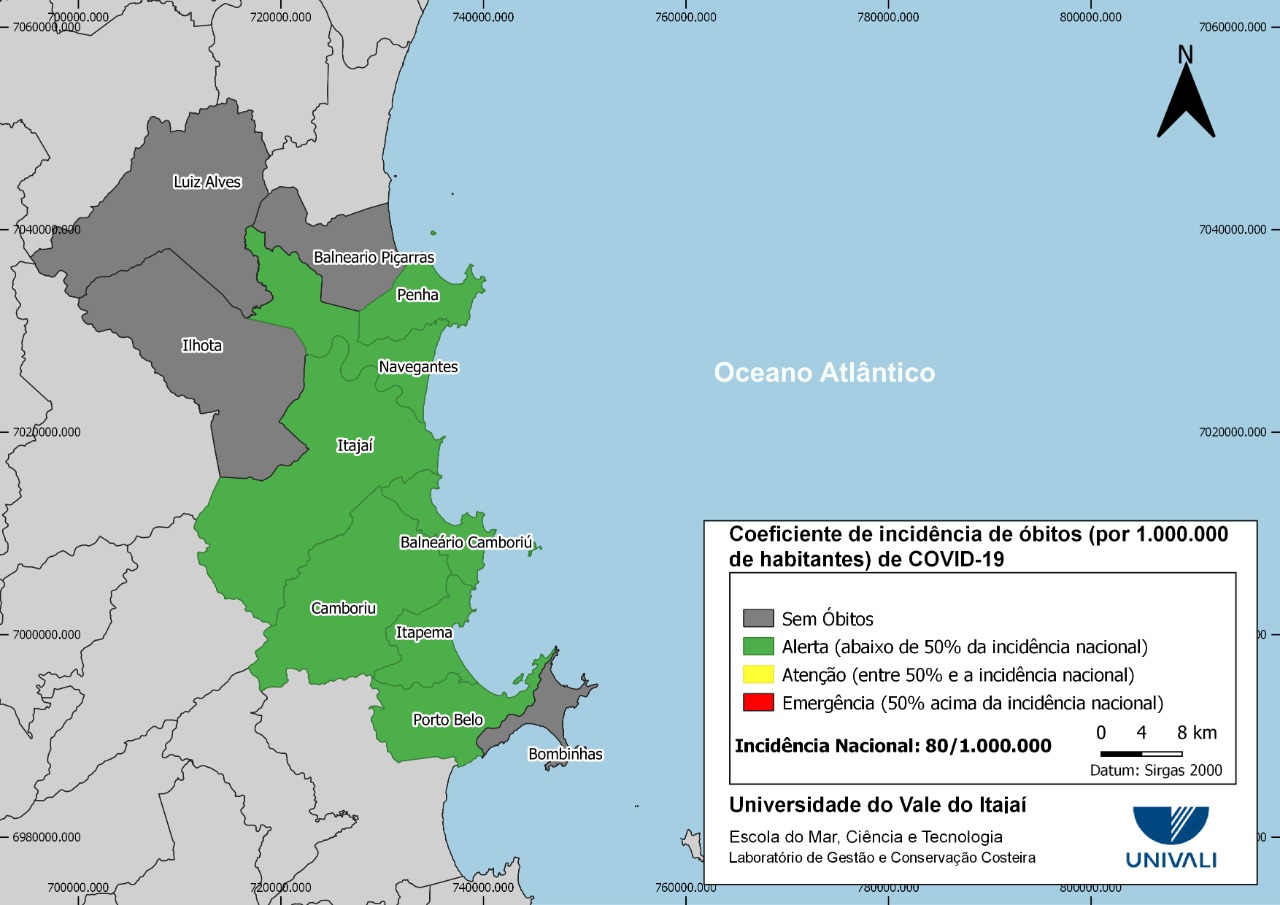 700000.000 720000.000 740000.000 760000.000 780000.000 800000.000
7060000.000 7060000.000
N
Luiz Alves
7040000.000 7040000.000
Balneario Piçarras
Penha
Ilhota
Navegantes
Oceano Atlântico
7020000.000 7020000.000
Itajaí
Balneário Camboriú
Camboriu
Itapema
7000000.000
Porto Belo
Bombinhas
Coeficiente de incidência de óbitos (por 1.000.000
de habitantes) de COVID-19
Sem Óbitos
Alerta (abaixo de 50% da incidência nacional)
Atenção (entre 50% e a incidência nacional)
Emergência (50% acima da incidência nacional)
Incidência Nacional: 80/1.000.000
0 4 8 km
Datum: Sirgas 2000
Universidade do Vale do Itajaí
Escola do Mar, Ciência e Tecnologia
Laboratório de Gestão e Conservação Costeira
UNIVALI
6980000.000
700000.000 720000.000 740000.000 760000.000 780000.000 800000.000